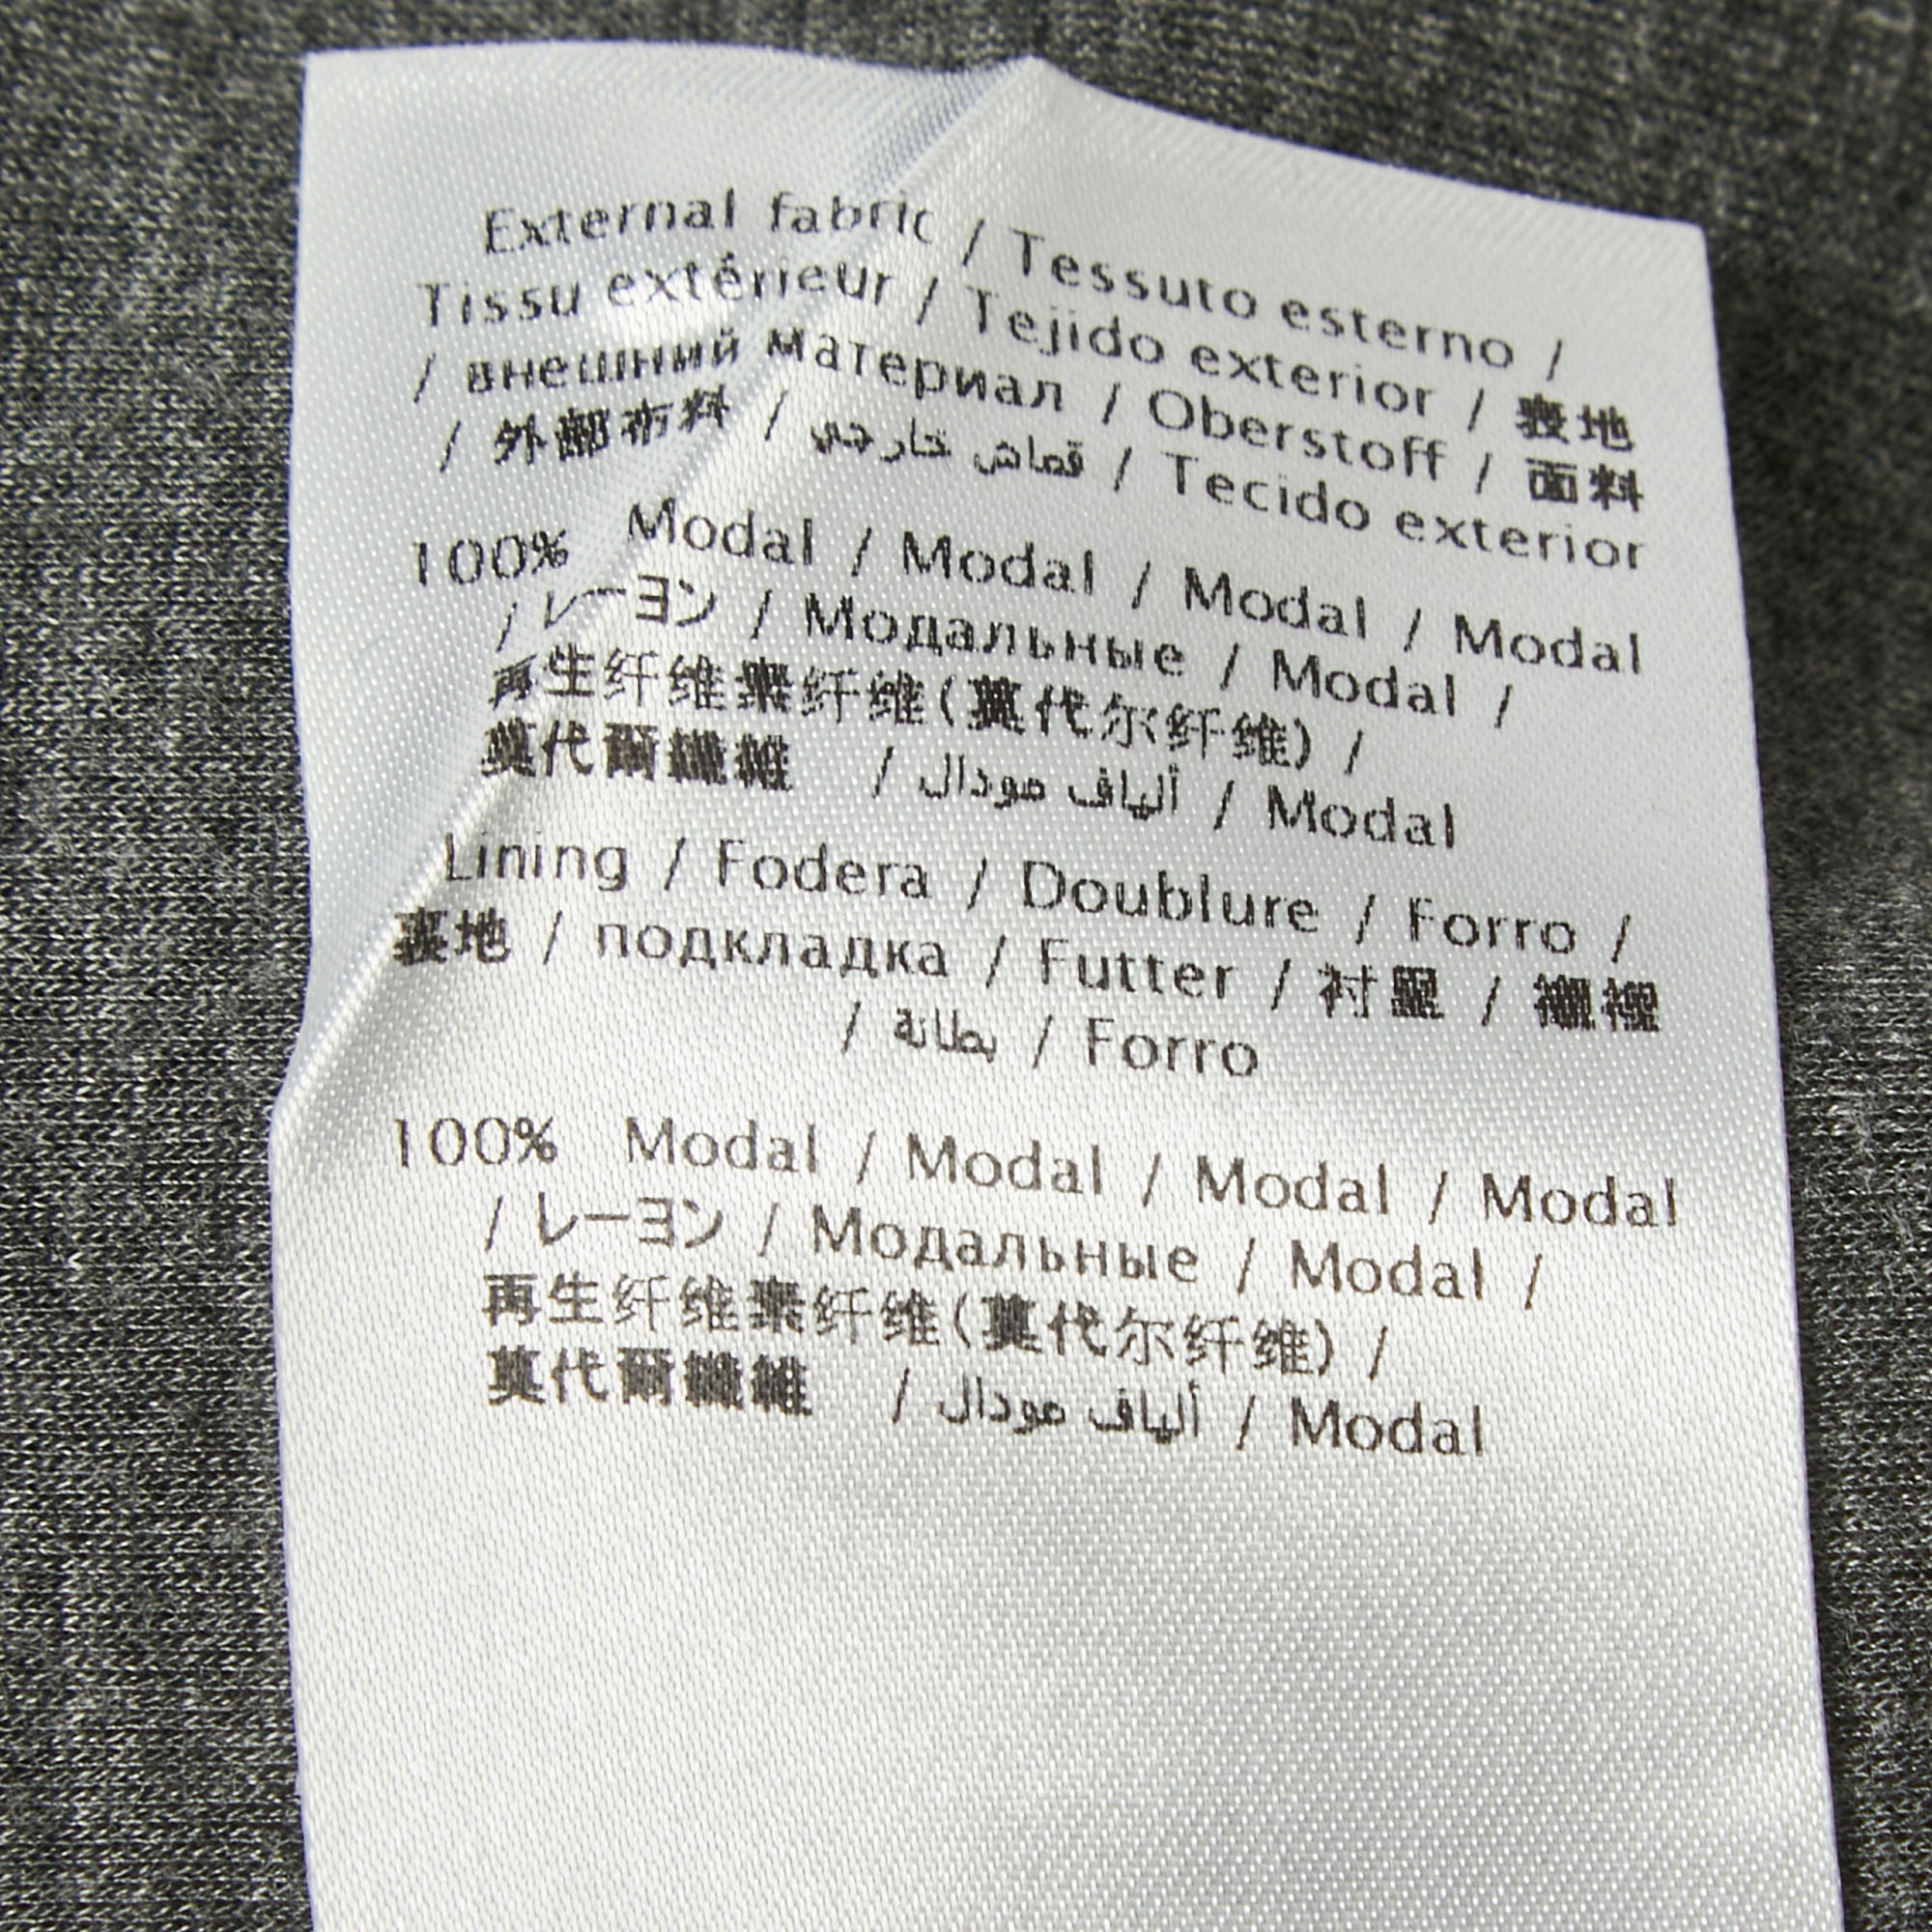 External fabric / Tessuto esterno /
Tissu extérieur / Tejido exterior / 表地
/ внешний материал / Oberstoff / 面料
/ 外部布料 / قماش خارجي / Tecido exterior
100% Modal / Modal / Modal / Modal
/ レーヨン / Модальные / Modal /
再生纤维素纤维(莫代尔纤维) /
莫代爾纖維 / ألياف مودال / Modal
Lining / Fodera / Doublure / Forro /
裏地 / подкладка / Futter / 衬里 / 襯裡
/ بطانة / Forro
100% Modal / Modal / Modal / Modal
/ レーヨン / Модальные / Modal /
再生纤维素纤维(莫代尔纤维) /
莫代爾纖維 / ألياف مودال / Modal